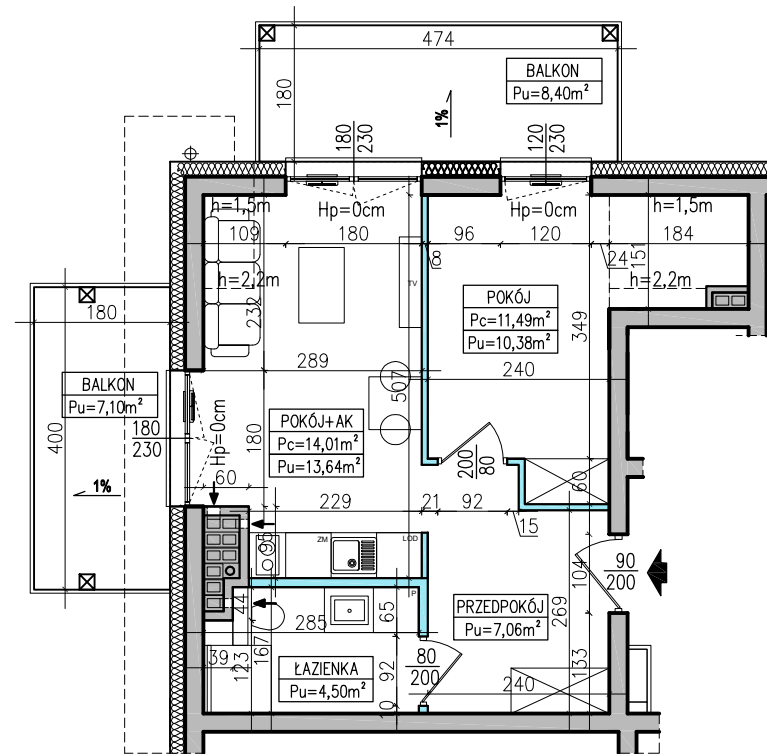 474
180
BALKON
Pu=8,40m²
1%
180
230
120
230
h=1,5m
Hp=0cm
Hp=0cm
h=1,5m
109
180
96
120
184
8
24
151
h=2,2m
h=2,2m
TV
232
POKÓJ
Pc=11,49m²
Pu=10,38m²
349
180
289
240
507
BALKON
Pu=7,10m²
400
180
230
Hp=0cm
POKÓJ+AK
Pc=14,01m²
Pu=13,64m²
180
200
80
1%
60
60
229
21
92
15
95
ZM
LOD
90
200
104
P
44
65
285
PRZEDPOKÓJ
Pu=7,06m²
269
39
123
167
ŁAZIENKA
Pu=4,50m²
92
80
200
133
240
10